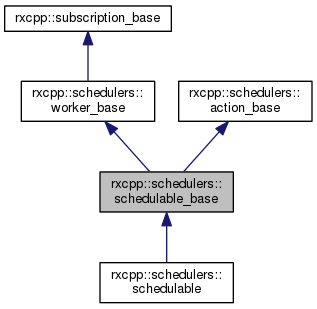 rxcpp::subscription_base
rxcpp::schedulers::
worker_base
rxcpp::schedulers::
action_base
rxcpp::schedulers::
schedulable_base
rxcpp::schedulers::
schedulable